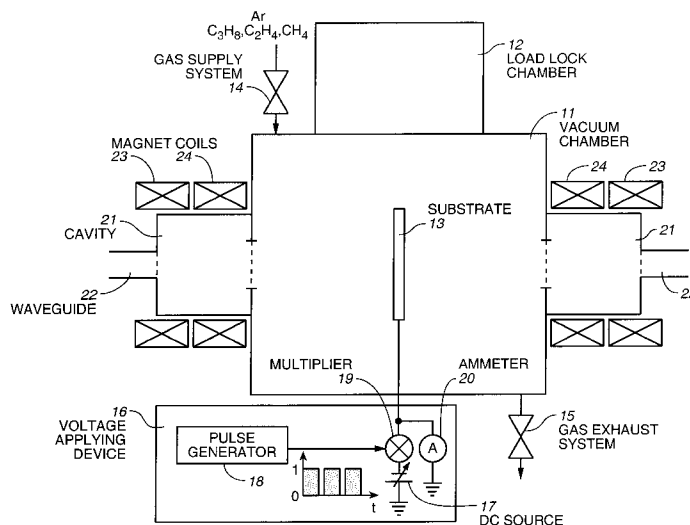 Ar
C3H8,C2H4,CH4
GAS SUPPLY
SYSTEM
14
12
LOAD LOCK
CHAMBER
11
VACUUM
CHAMBER
MAGNET COILS
23
24
24
23
21
CAVITY
SUBSTRATE
13
21
22
WAVEGUIDE
MULTIPLIER
19
AMMETER
20
16
VOLTAGE
APPLYING
DEVICE
PULSE
GENERATOR
18
1
0
t
A
17
DC SOURCE
15
GAS EXHAUST
SYSTEM